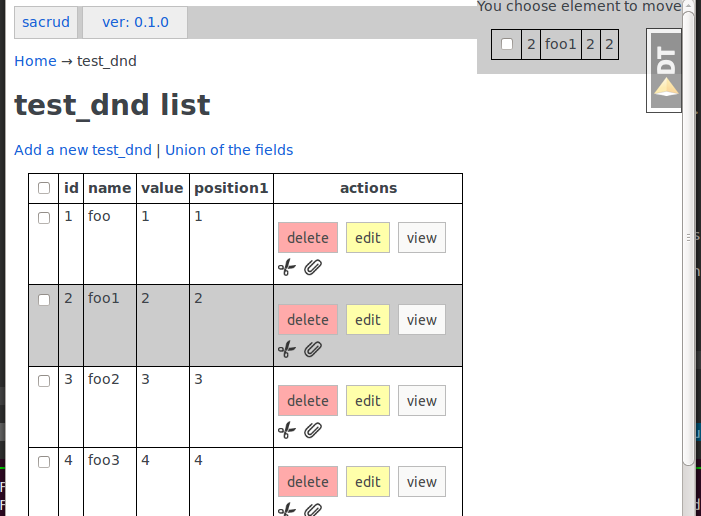 sacrud ver: 0.1.0
You choose element to move
2 foo1 2 2
DT
Home → test_dnd
test_dnd list
Add a new test_dnd | Union of the fields
id name value position1 actions
1 foo 1 1
delete edit view
2 foo1 2 2
delete edit view
3 foo2 3 3
delete edit view
4 foo3 4 4
delete edit view